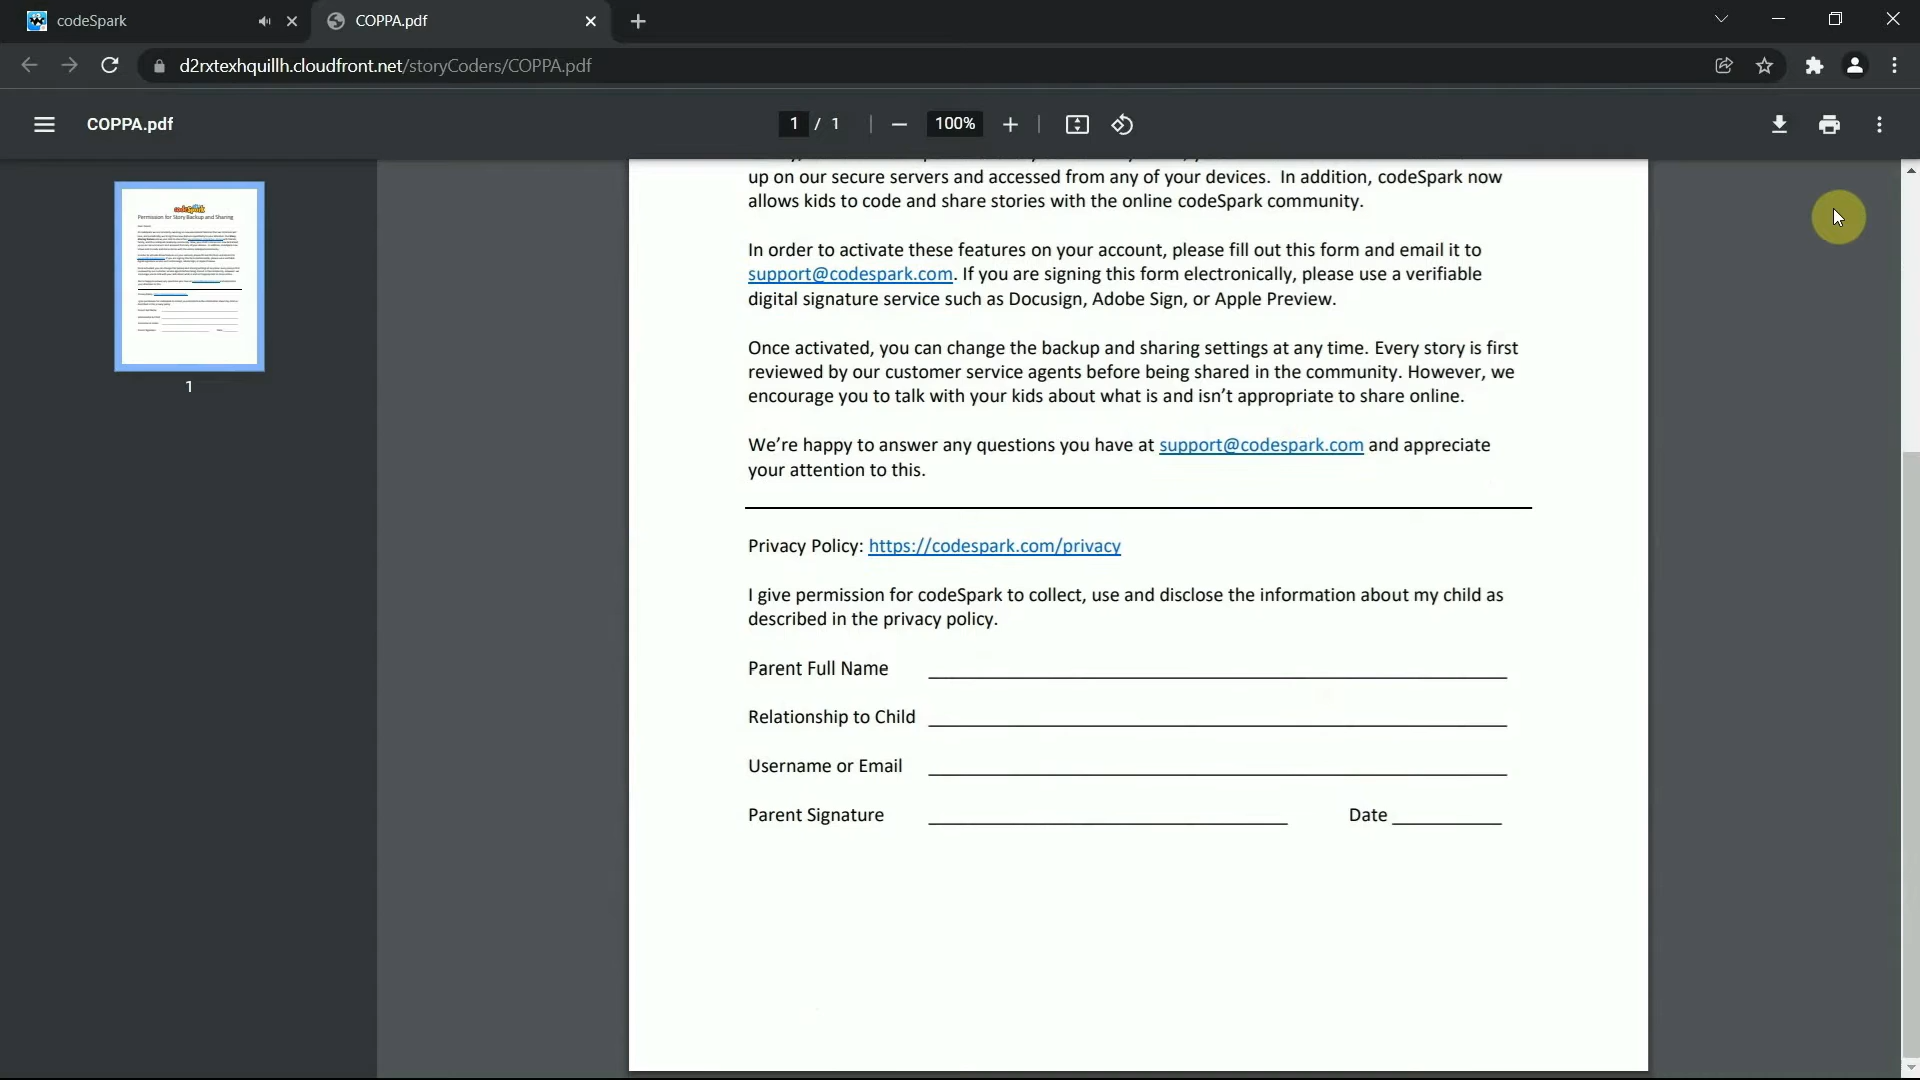 codeSpark
COPPA.pdf
d2rxtexhquillh.cloudfront.net/storyCoders/COPPA.pdf
COPPA.pdf
1 / 1
100%
codeSpark
Permission for Story Backup and Sharing
1
up on our secure servers and accessed from any of your devices. In addition, codeSpark now
allows kids to code and share stories with the online codeSpark community.
In order to activate these features on your account, please fill out this form and email it to
support@codespark.com. If you are signing this form electronically, please use a verifiable
digital signature service such as Docusign, Adobe Sign, or Apple Preview.
Once activated, you can change the backup and sharing settings at any time. Every story is first
reviewed by our customer service agents before being shared in the community. However, we
encourage you to talk with your kids about what is and isn't appropriate to share online.
We're happy to answer any questions you have at support@codespark.com and appreciate
your attention to this.
Privacy Policy: https://codespark.com/privacy
I give permission for codeSpark to collect, use and disclose the information about my child as
described in the privacy policy.
Parent Full Name
Relationship to Child
Username or Email
Parent Signature Date